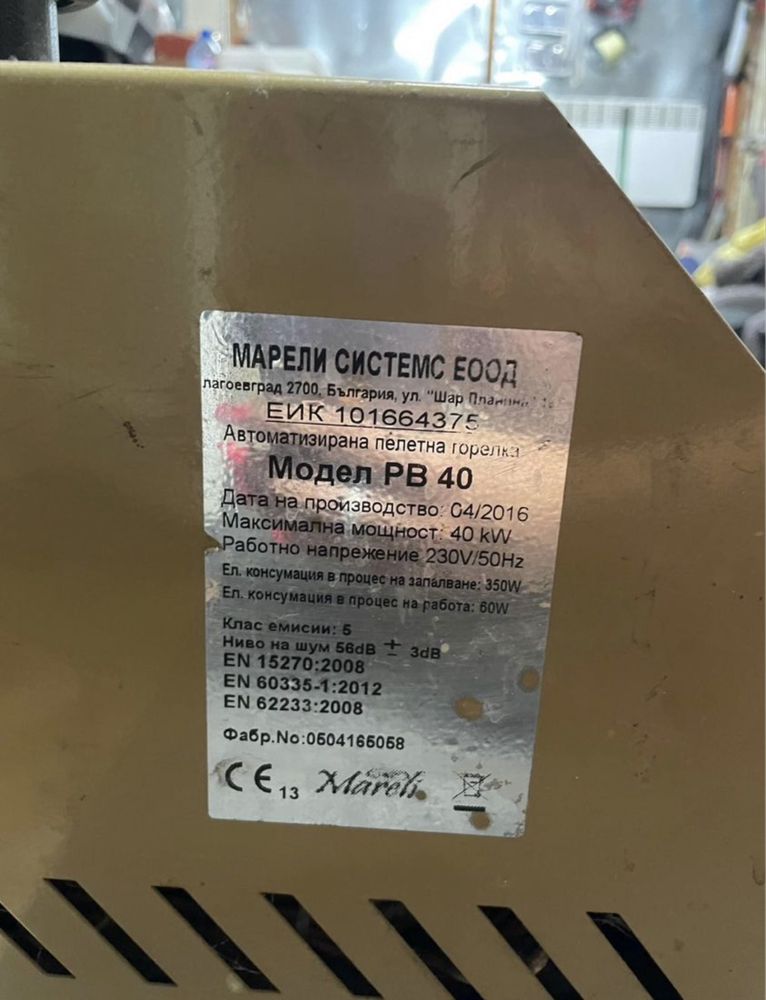 МАРЕЛИ СИСТЕМС ЕООД
лагоевград 2700, България, ул. "Шар Планина"
ЕИК 101664375
Автоматизирана пелетна горелка
Модел PB 40
Дата на производство: 04/2016
Максимална мощност: 40 kW
Работно напрежение 230V/50Hz
Ел. консумация в процес на запалване: 350W
Ел. консумация в процес на работа: 60W
Клас емисии: 5
Ниво на шум 56dB ± 3dB
EN 15270:2008
EN 60335-1:2012
EN 62233:2008
Фабр.No:0504165058
CE 13 Mareli